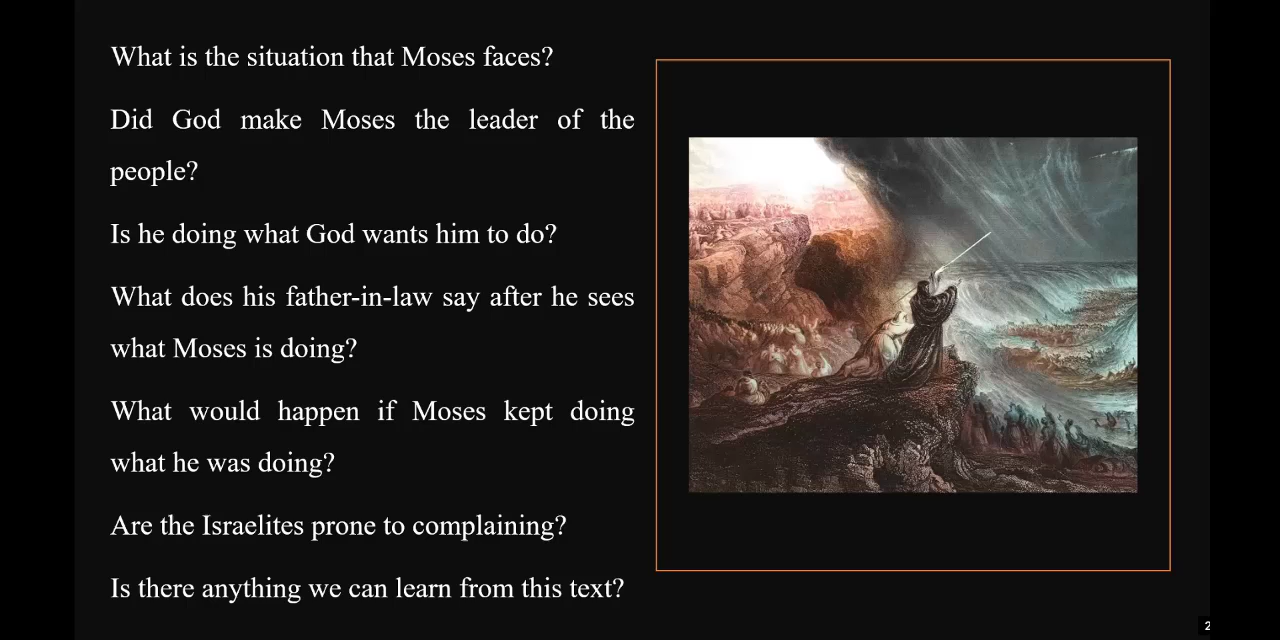 What is the situation that Moses faces?
Did God make Moses the leader of the
people?
Is he doing what God wants him to do?
What does his father-in-law say after he sees
what Moses is doing?
What would happen if Moses kept doing
what he was doing?
Are the Israelites prone to complaining?
Is there anything we can learn from this text?
2